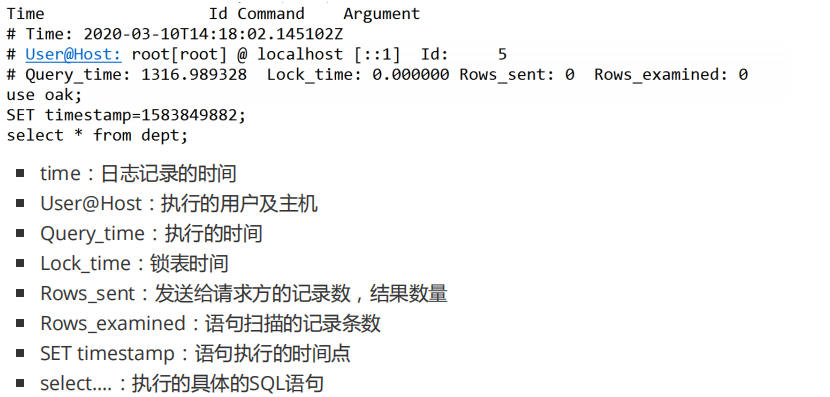 Time                 Id Command    Argument
# Time: 2020-03-10T14:18:02.145102Z
# User@Host: root[root] @ localhost [::1]  Id:     5
# Query_time: 1316.989328  Lock_time: 0.000000 Rows_sent: 0  Rows_examined: 0
use oak;
SET timestamp=1583849882;
select * from dept;
▪ time：日志记录的时间
▪ User@Host：执行的用户及主机
▪ Query_time：执行的时间
▪ Lock_time：锁表时间
▪ Rows_sent：发送给请求方的记录数，结果数量
▪ Rows_examined：语句扫描的记录条数
▪ SET timestamp：语句执行的时间点
▪ select....：执行的具体的SQL语句